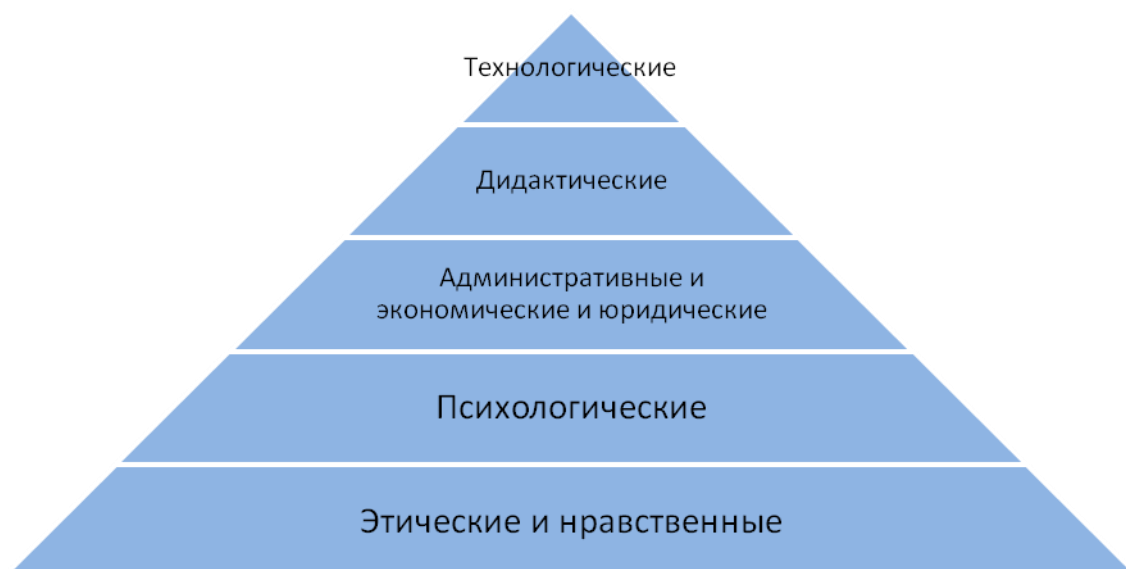 Технологические
Дидактические
Административные и
экономические и юридические
Психологические
Этические и нравственные